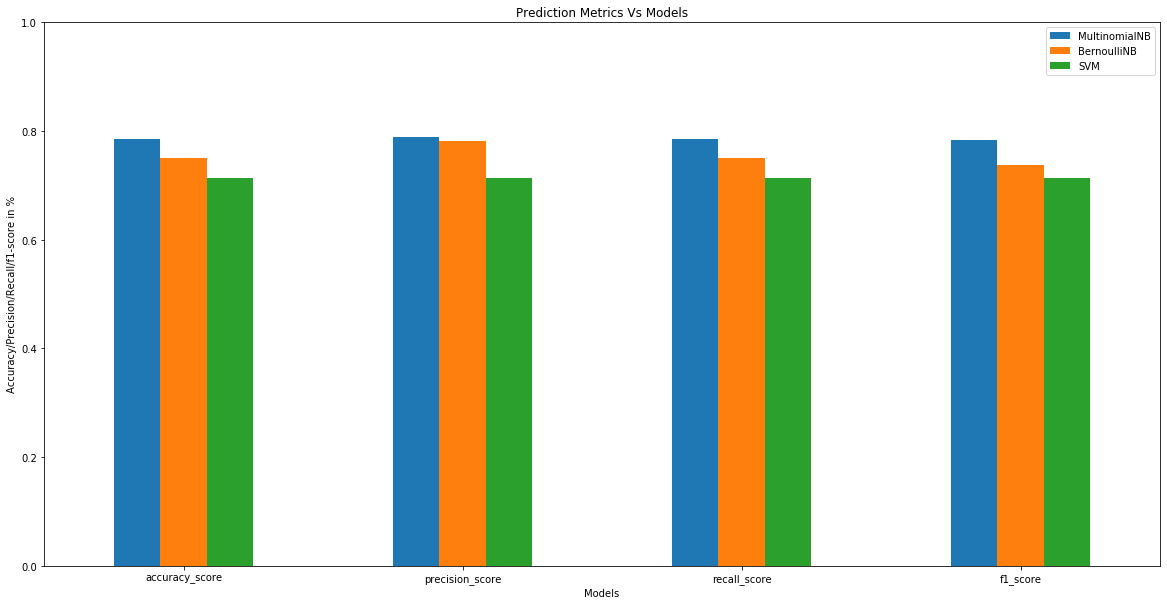 Prediction Metrics Vs Models
MultinomialNB
BernoulliNB
SVM
Accuracy/Precision/Recall/f1-score in %
1.0
0.8
0.6
0.4
0.2
0.0
accuracy_score precision_score recall_score f1_score
Models